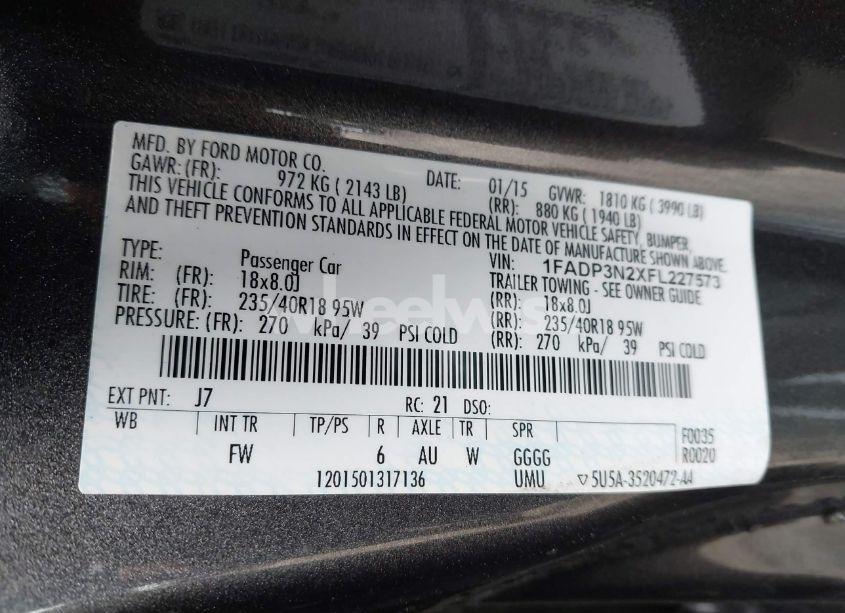 MFD. BY FORD MOTOR CO. DATE: 01/15 GVWR: 1810 KG ( 3990 LB)
GAWR: (FR): 972 KG ( 2143 LB) (RR): 880 KG ( 1940 LB)
THIS VEHICLE CONFORMS TO ALL APPLICABLE FEDERAL MOTOR VEHICLE SAFETY, BUMPER,
AND THEFT PREVENTION STANDARDS IN EFFECT ON THE DATE OF MANUFACTURE SHOWN ABOVE.
VIN: 1FADP3N2XFL227573
TYPE: Passenger Car TRAILER TOWING - SEE OWNER GUIDE
RIM: (FR): 18x8.0J (RR): 18x8.0J
TIRE: (FR): 235/40R18 95W (RR): 235/40R18 95W
PRESSURE: (FR): 270 kPa/ 39 PSI COLD (RR): 270 kPa/ 39 PSI COLD
EXT PNT: J7 RC: 21 DSO:
WB INT TR TP/PS R AXLE TR SPR F0035
FW 6 AU W GGGG R0020
1201501317136 UMU ▽5U5A-3520472-AA